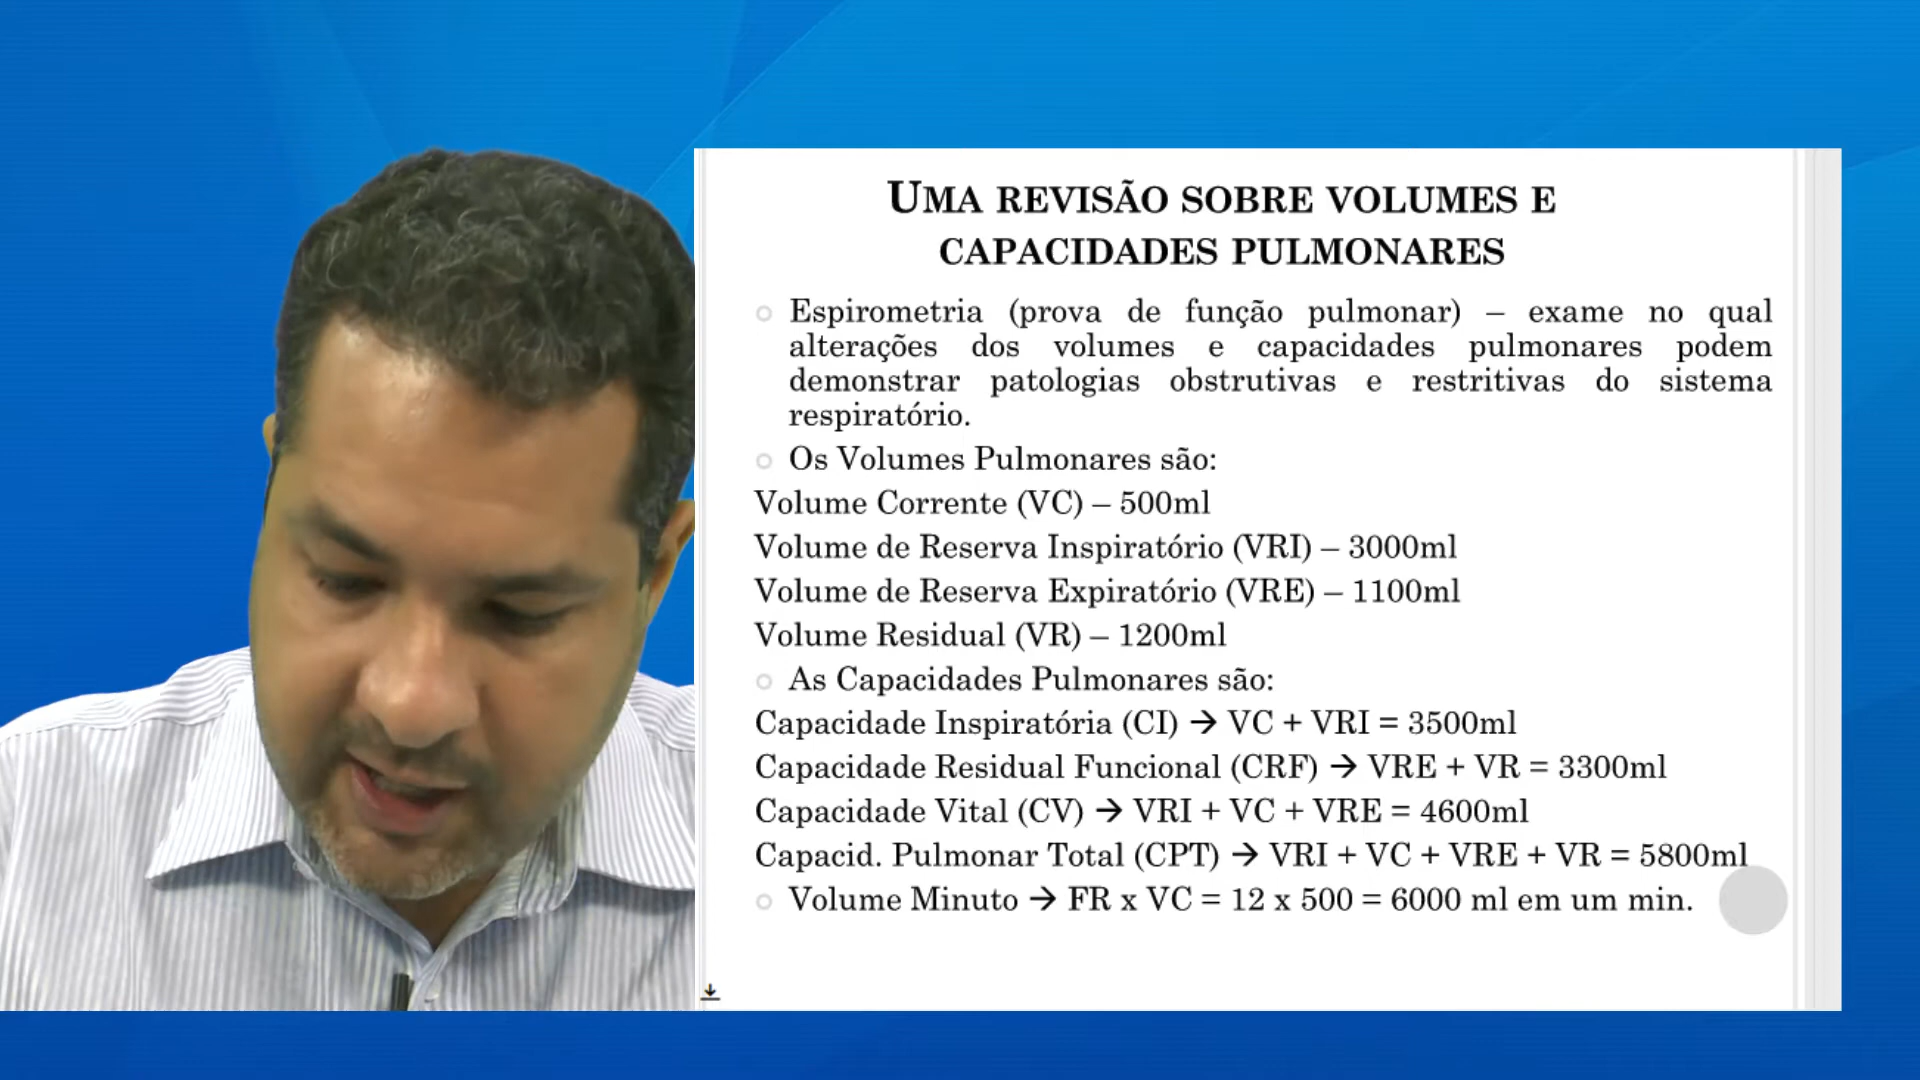 UMA REVISÃO SOBRE VOLUMES E
CAPACIDADES PULMONARES
Espirometria (prova de função pulmonar) – exame no qual
alterações dos volumes e capacidades pulmonares podem
demonstrar patologias obstrutivas e restritivas do sistema
respiratório.
Os Volumes Pulmonares são:
Volume Corrente (VC) – 500ml
Volume de Reserva Inspiratório (VRI) – 3000ml
Volume de Reserva Expiratório (VRE) – 1100ml
Volume Residual (VR) – 1200ml
As Capacidades Pulmonares são:
Capacidade Inspiratória (CI) → VC + VRI = 3500ml
Capacidade Residual Funcional (CRF) → VRE + VR = 3300ml
Capacidade Vital (CV) → VRI + VC + VRE = 4600ml
Capacid. Pulmonar Total (CPT) → VRI + VC + VRE + VR = 5800ml
Volume Minuto → FR x VC = 12 x 500 = 6000 ml em um min.